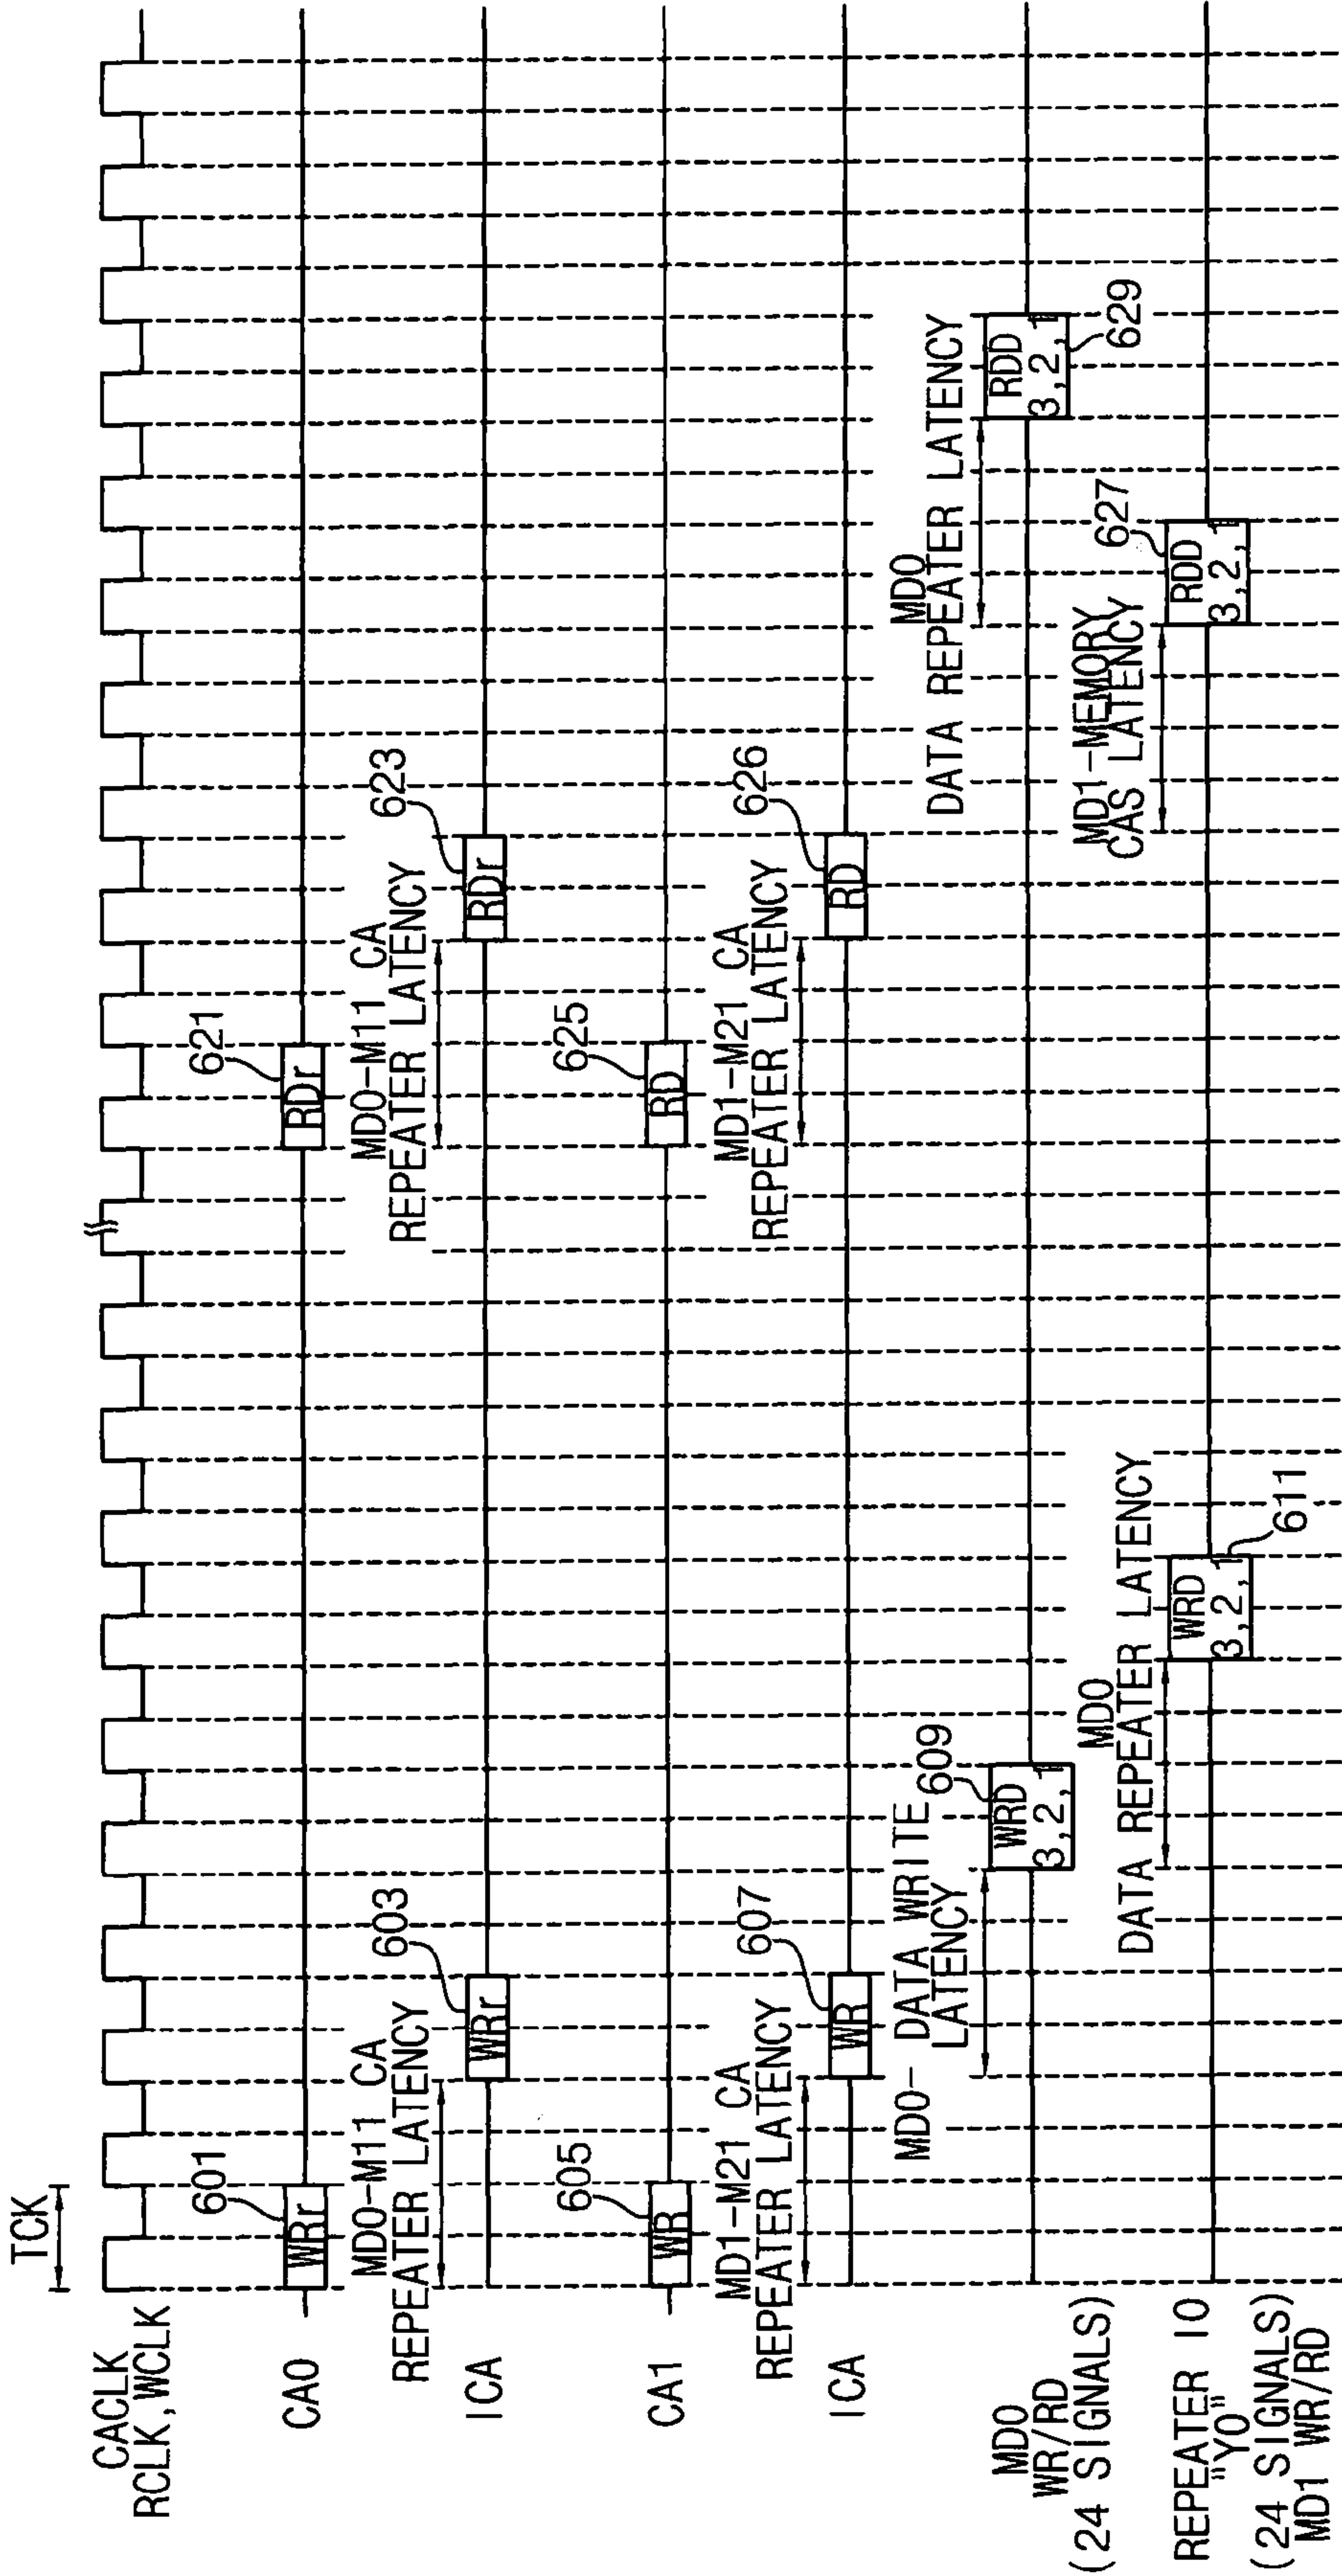 TCK
CACLK
RCLK,WCLK
CA0
601
WRr
621
RDr
MD0-M11 CA
REPEATER LATENCY
MD0-M11 CA
REPEATER LATENCY
ICA
603
WRr
623
RDr
CA1
605
WR
625
RD
MD1-M21 CA
REPEATER LATENCY
MD1-M21 CA
REPEATER LATENCY
ICA
607
WR
626
RD
MD0- DATA WRITE
LATENCY
MD0
DATA REPEATER LATENCY
MD0
WR/RD
(24 SIGNALS)
609
WRD
3,2,1
RDD
3,2,1
629
MD0
DATA REPEATER LATENCY
MD1-MEMORY
CAS LATENCY
REPEATER IO
"YO"
(24 SIGNALS)
MD1 WR/RD
WRD
3,2,1
611
627
RDD
3,2,1